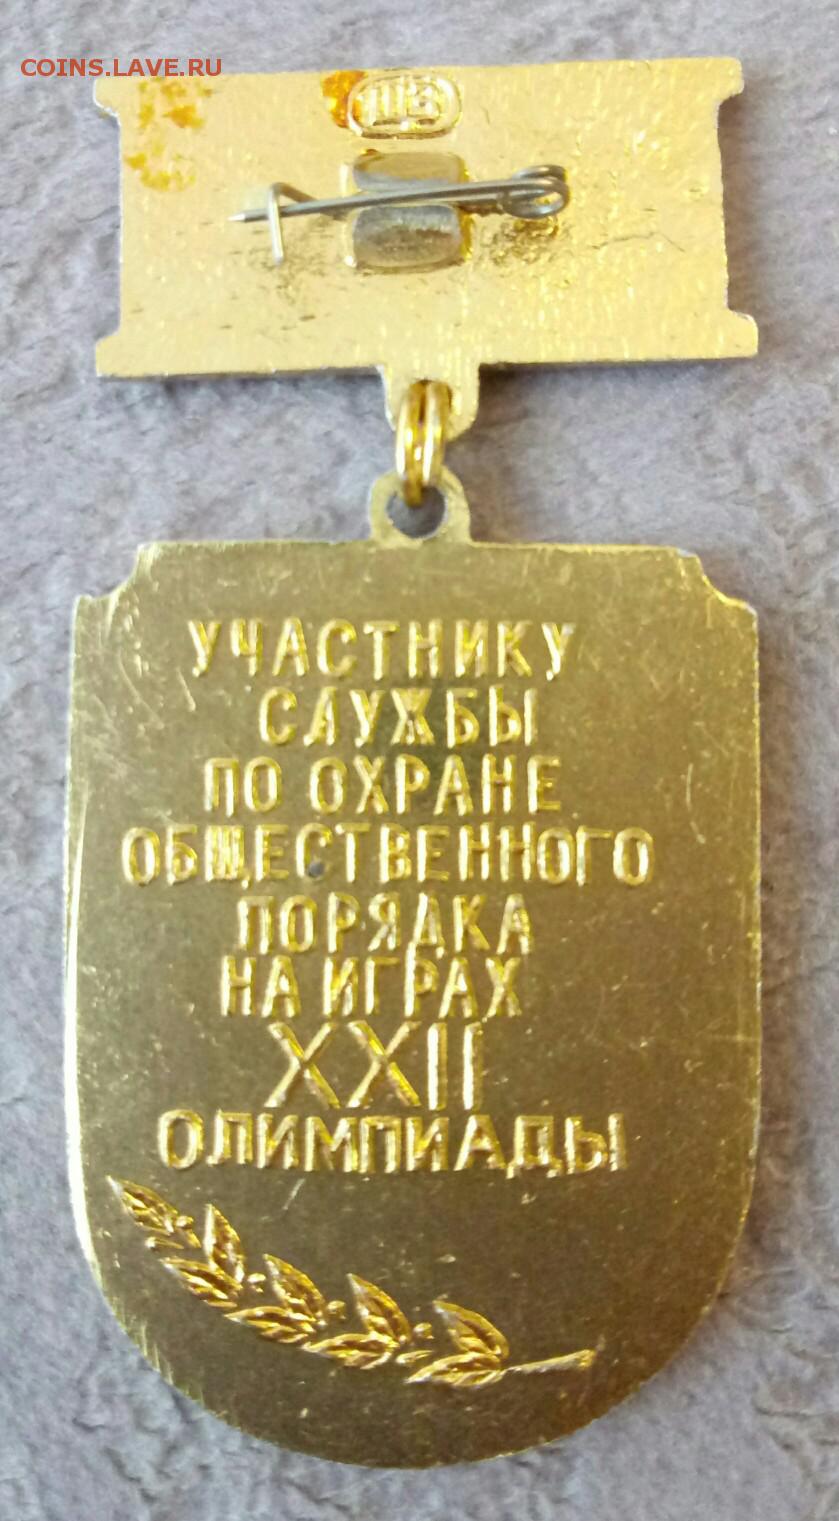 COINS.LAVE.RU
УЧАСТНИКУ
СЛУЖБЫ
ПО ОХРАНЕ
ОБЩЕСТВЕННОГО
ПОРЯДКА
НА ИГРАХ
XXII
ОЛИМПИАДЫ